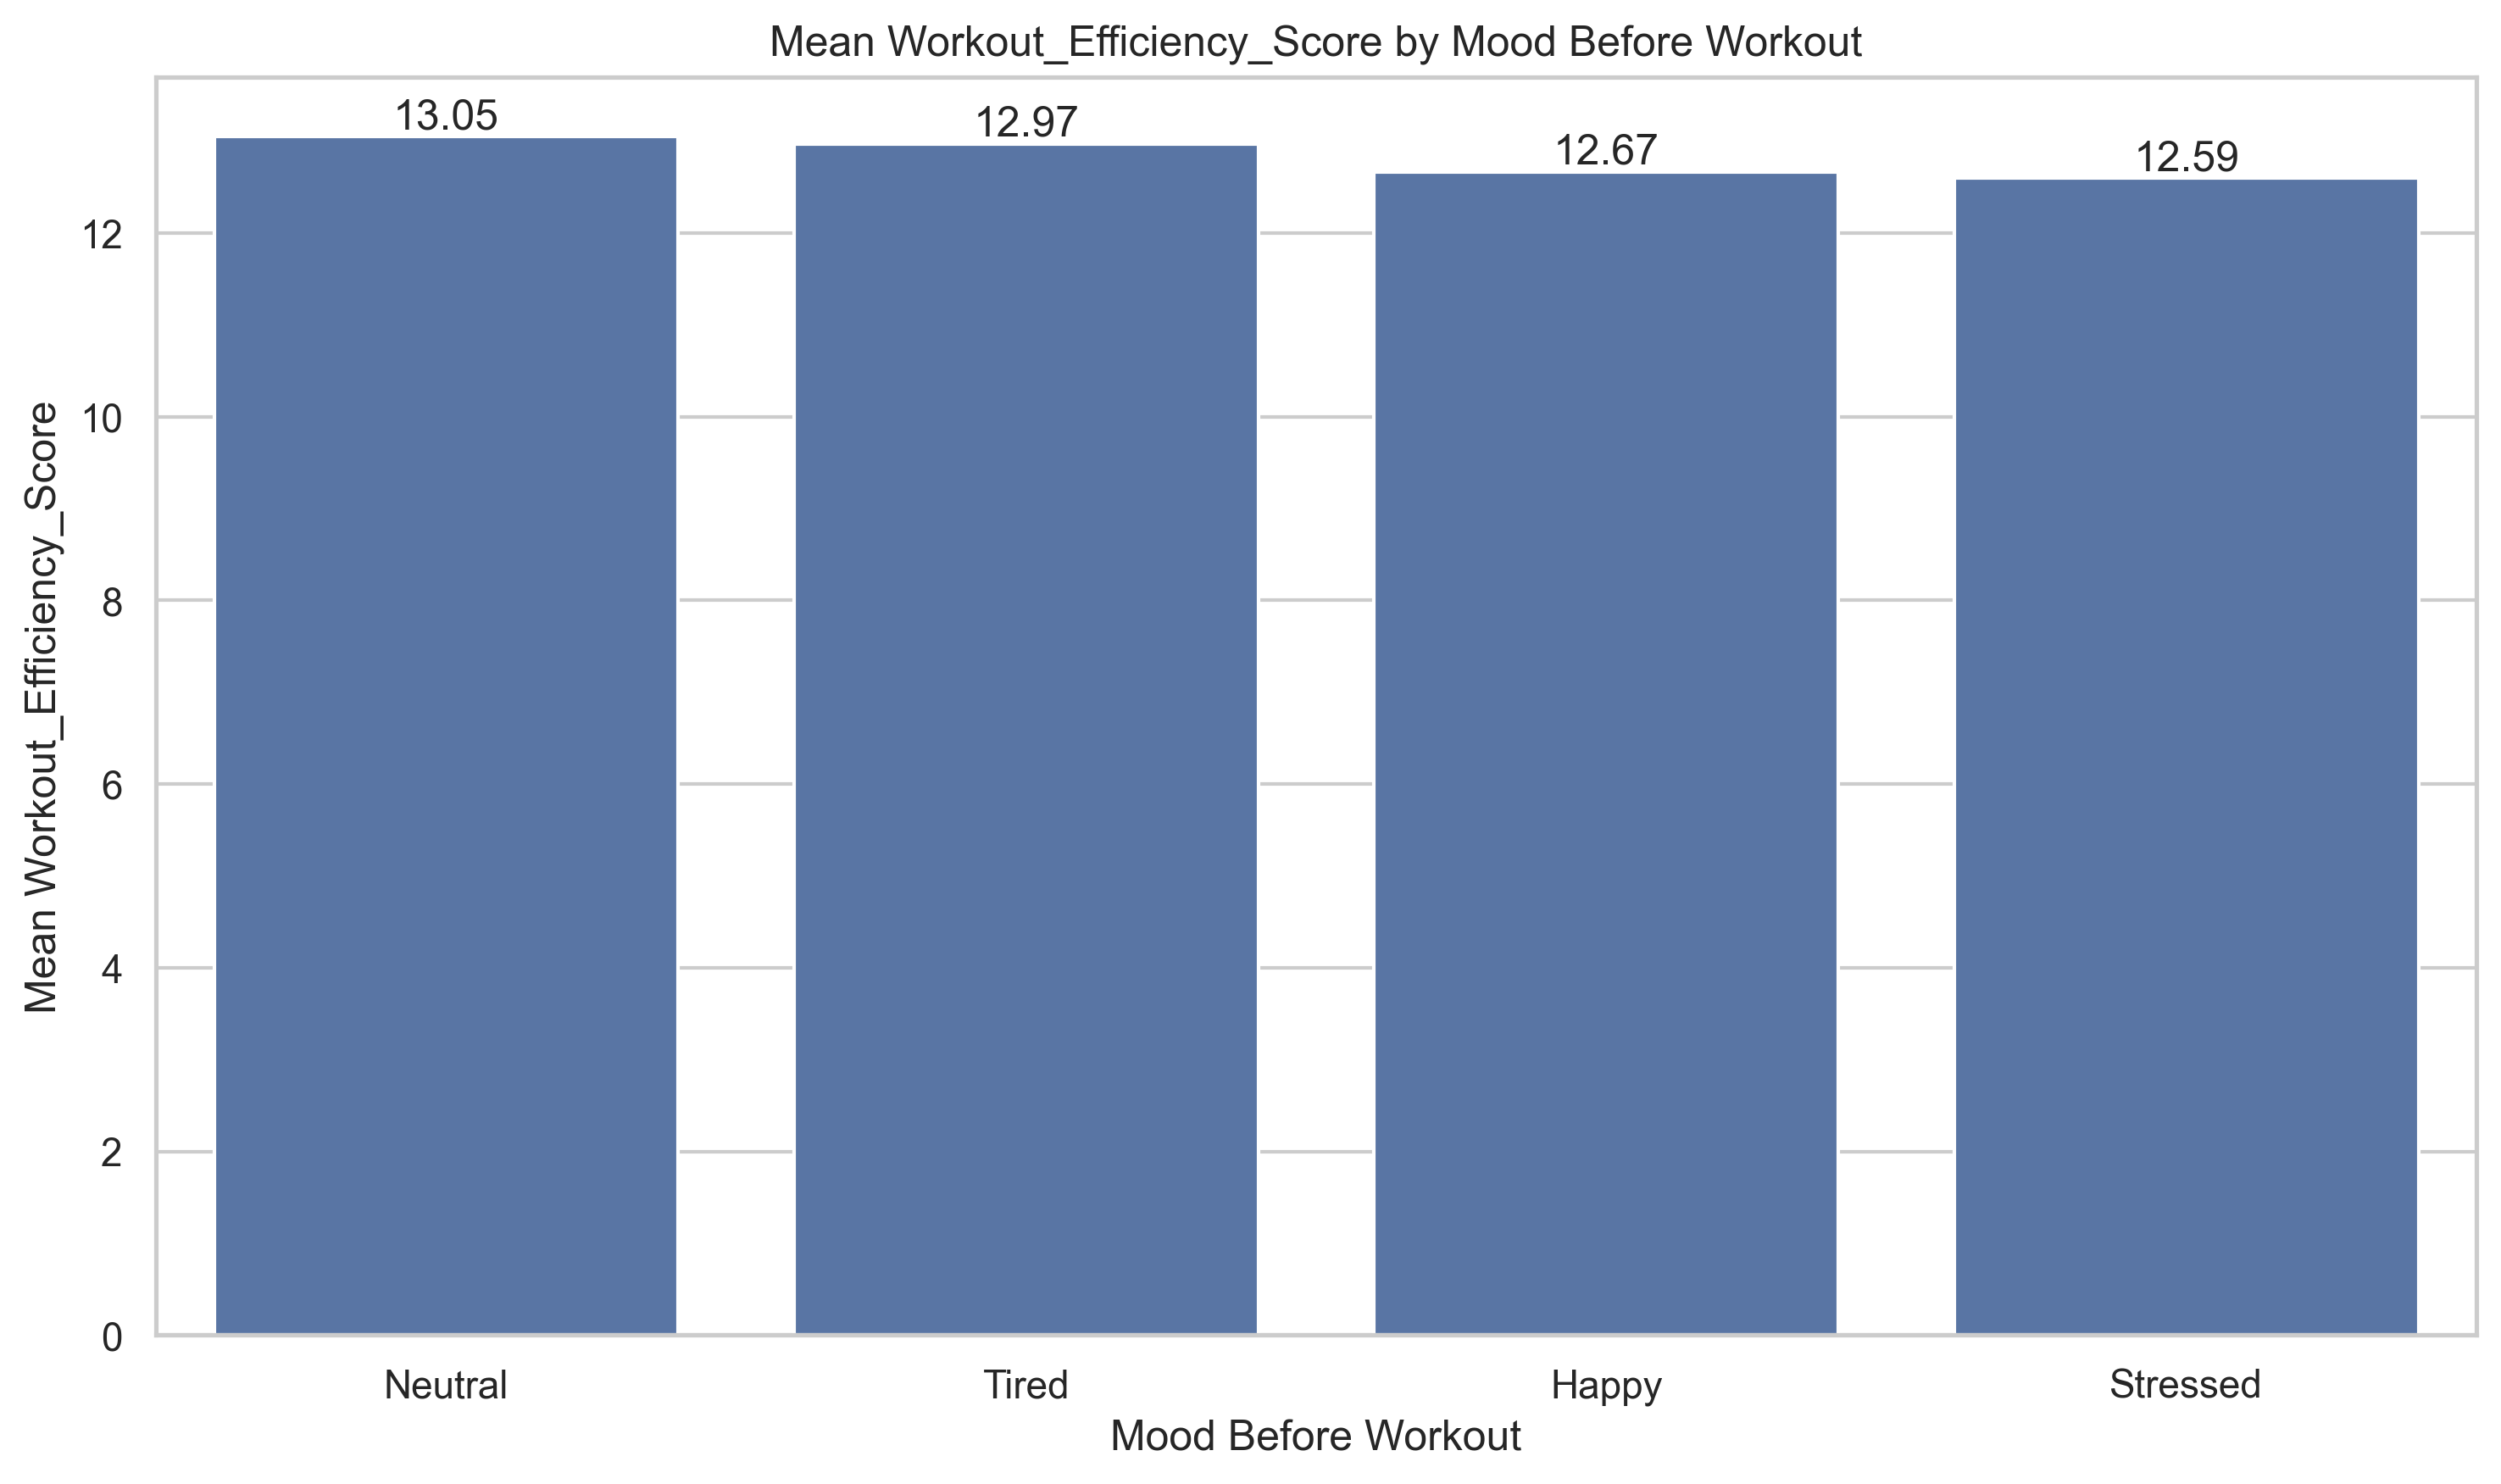 Mean Workout_Efficiency_Score by Mood Before Workout
13.05
12.97
12.67
12.59
12
10
8
6
4
2
0
Mean Workout_Efficiency_Score
Neutral
Tired
Happy
Stressed
Mood Before Workout